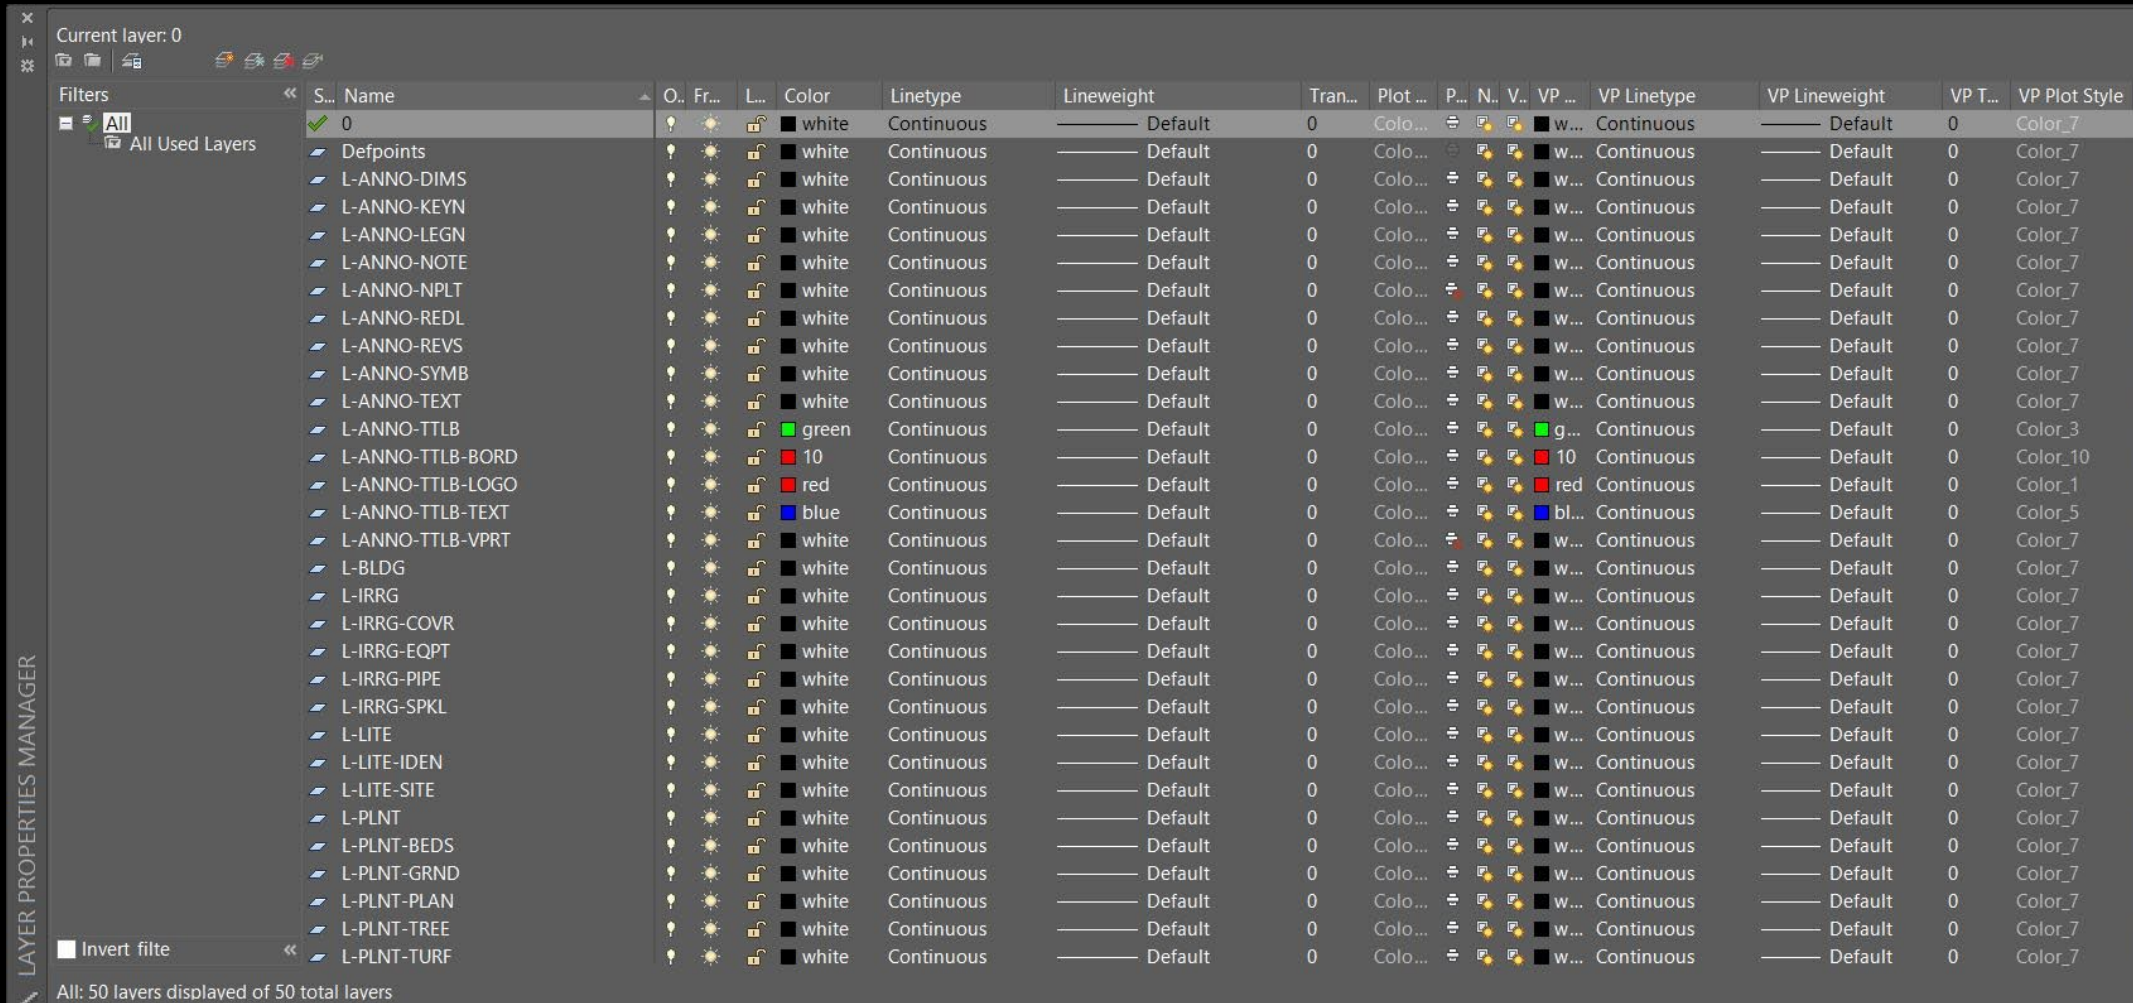 Current layer: 0
Filters « S... Name O.. Fr... L... Color Linetype Lineweight Tran... Plot ... P... N.. V.. VP ... VP Linetype VP Lineweight VP T... VP Plot Style
All
All Used Layers
0 white Continuous Default 0 Colo... w... Continuous Default 0 Color_7
Defpoints white Continuous Default 0 Colo... w... Continuous Default 0 Color_7
L-ANNO-DIMS white Continuous Default 0 Colo... w... Continuous Default 0 Color_7
L-ANNO-KEYN white Continuous Default 0 Colo... w... Continuous Default 0 Color_7
L-ANNO-LEGN white Continuous Default 0 Colo... w... Continuous Default 0 Color_7
L-ANNO-NOTE white Continuous Default 0 Colo... w... Continuous Default 0 Color_7
L-ANNO-NPLT white Continuous Default 0 Colo... w... Continuous Default 0 Color_7
L-ANNO-REDL white Continuous Default 0 Colo... w... Continuous Default 0 Color_7
L-ANNO-REVS white Continuous Default 0 Colo... w... Continuous Default 0 Color_7
L-ANNO-SYMB white Continuous Default 0 Colo... w... Continuous Default 0 Color_7
L-ANNO-TEXT white Continuous Default 0 Colo... w... Continuous Default 0 Color_7
L-ANNO-TTLB green Continuous Default 0 Colo... g... Continuous Default 0 Color_3
L-ANNO-TTLB-BORD 10 Continuous Default 0 Colo... 10 Continuous Default 0 Color_10
L-ANNO-TTLB-LOGO red Continuous Default 0 Colo... red Continuous Default 0 Color_1
L-ANNO-TTLB-TEXT blue Continuous Default 0 Colo... bl... Continuous Default 0 Color_5
L-ANNO-TTLB-VPRT white Continuous Default 0 Colo... w... Continuous Default 0 Color_7
L-BLDG white Continuous Default 0 Colo... w... Continuous Default 0 Color_7
L-IRRG white Continuous Default 0 Colo... w... Continuous Default 0 Color_7
L-IRRG-COVR white Continuous Default 0 Colo... w... Continuous Default 0 Color_7
L-IRRG-EQPT white Continuous Default 0 Colo... w... Continuous Default 0 Color_7
L-IRRG-PIPE white Continuous Default 0 Colo... w... Continuous Default 0 Color_7
L-IRRG-SPKL white Continuous Default 0 Colo... w... Continuous Default 0 Color_7
L-LITE white Continuous Default 0 Colo... w... Continuous Default 0 Color_7
L-LITE-IDEN white Continuous Default 0 Colo... w... Continuous Default 0 Color_7
L-LITE-SITE white Continuous Default 0 Colo... w... Continuous Default 0 Color_7
L-PLNT white Continuous Default 0 Colo... w... Continuous Default 0 Color_7
L-PLNT-BEDS white Continuous Default 0 Colo... w... Continuous Default 0 Color_7
L-PLNT-GRND white Continuous Default 0 Colo... w... Continuous Default 0 Color_7
L-PLNT-PLAN white Continuous Default 0 Colo... w... Continuous Default 0 Color_7
L-PLNT-TREE white Continuous Default 0 Colo... w... Continuous Default 0 Color_7
L-PLNT-TURF white Continuous Default 0 Colo... w... Continuous Default 0 Color_7
Invert filte «
All: 50 layers displayed of 50 total layers
LAYER PROPERTIES MANAGER